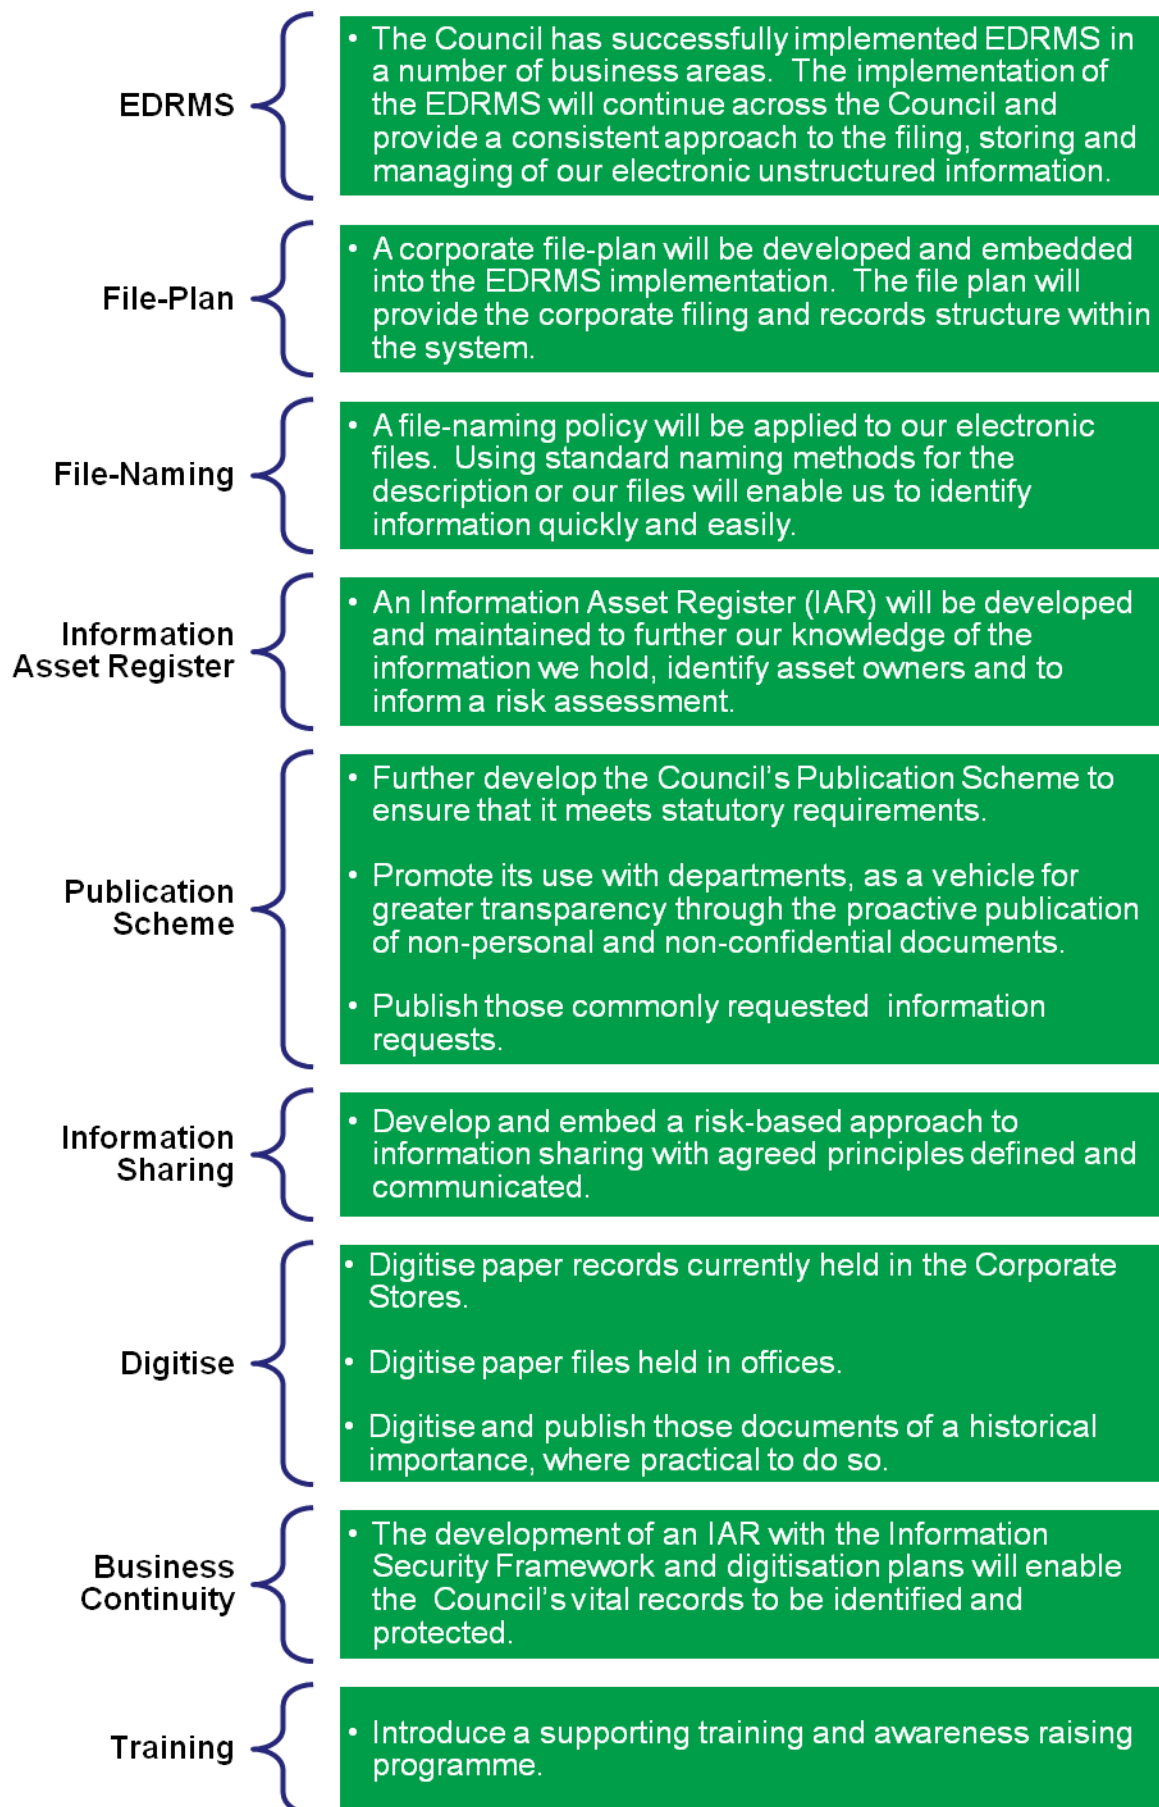 EDRMS
• The Council has successfully implemented EDRMS in
a number of business areas.  The implementation of
the EDRMS will continue across the Council and
provide a consistent approach to the filing, storing and
managing of our electronic unstructured information.
File-Plan
• A corporate file-plan will be developed and embedded
into the EDRMS implementation.  The file plan will
provide the corporate filing and records structure within
the system.
File-Naming
• A file-naming policy will be applied to our electronic
files.  Using standard naming methods for the
description or our files will enable us to identify
information quickly and easily.
Information
Asset Register
• An Information Asset Register (IAR) will be developed
and maintained to further our knowledge of the
information we hold, identify asset owners and to
inform a risk assessment.
Publication
Scheme
• Further develop the Council's Publication Scheme to
ensure that it meets statutory requirements.
• Promote its use with departments, as a vehicle for
greater transparency through the proactive publication
of non-personal and non-confidential documents.
• Publish those commonly requested  information
requests.
Information
Sharing
• Develop and embed a risk-based approach to
information sharing with agreed principles defined and
communicated.
Digitise
• Digitise paper records currently held in the Corporate
Stores.
• Digitise paper files held in offices.
• Digitise and publish those documents of a historical
importance, where practical to do so.
Business
Continuity
• The development of an IAR with the Information
Security Framework and digitisation plans will enable
the  Council's vital records to be identified and
protected.
Training
• Introduce a supporting training and awareness raising
programme.